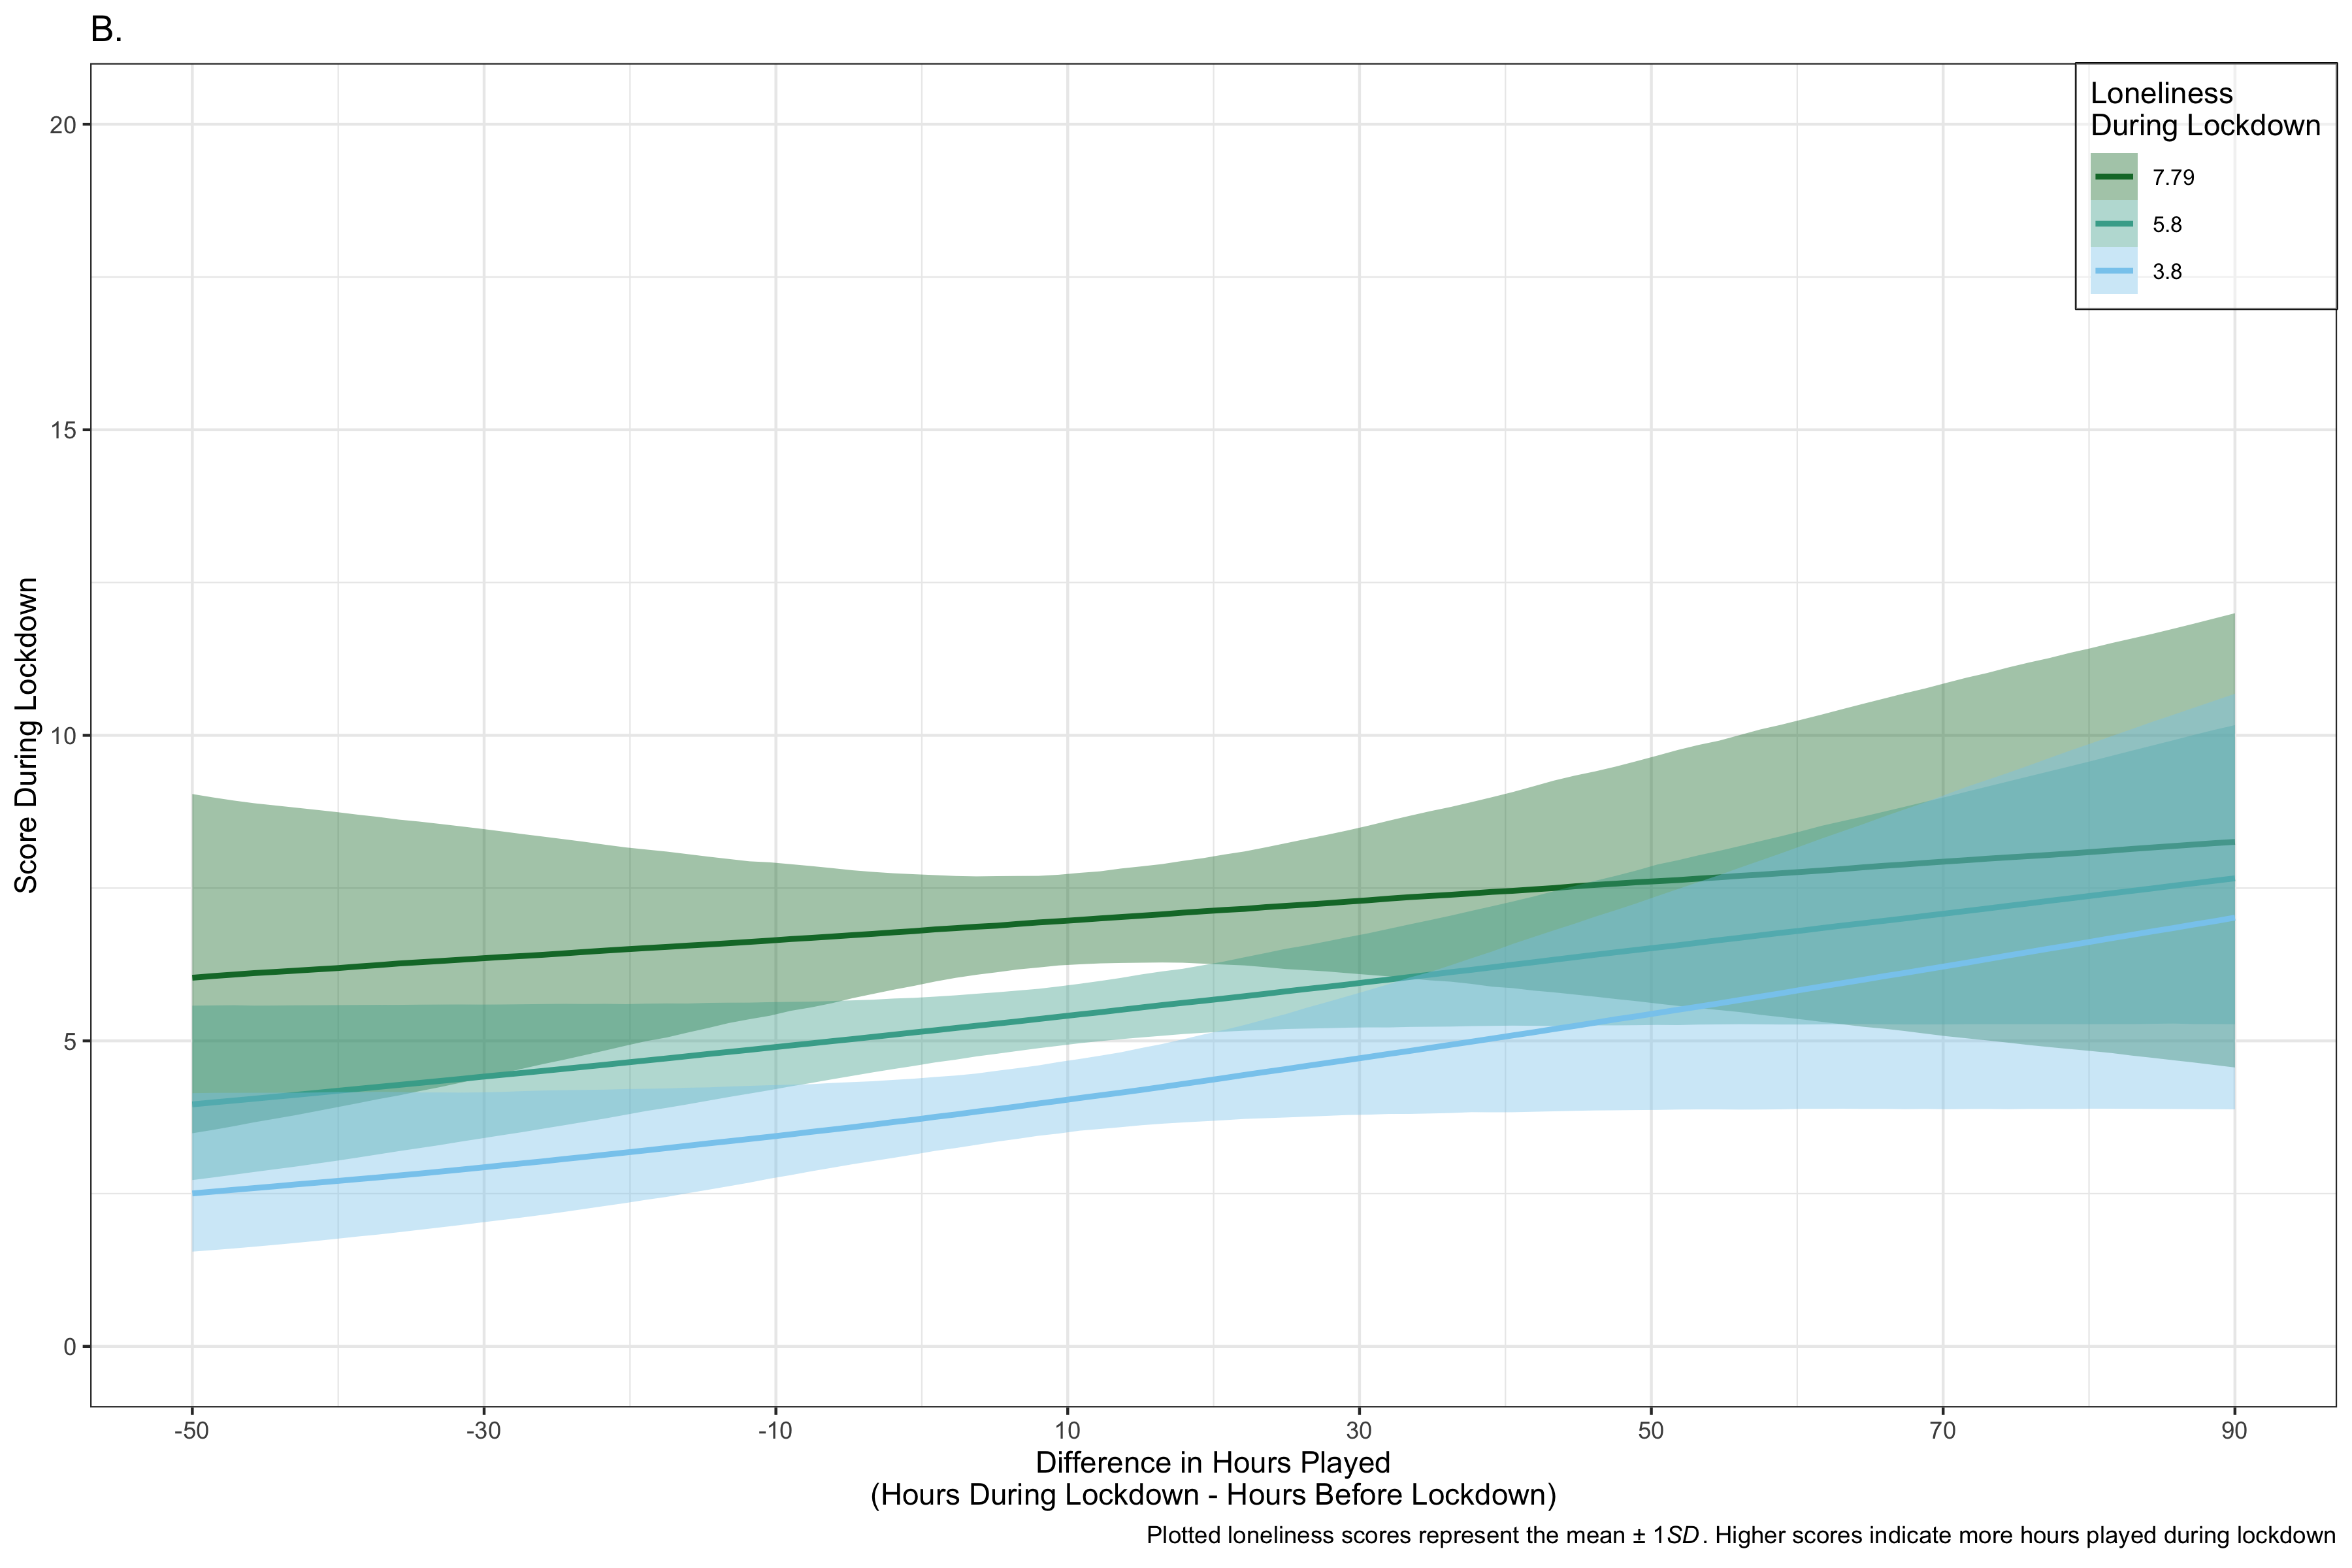 B.
Loneliness
During Lockdown
7.79
5.8
3.8
Score During Lockdown
20
15
10
5
0
-50 -30 -10 10 30 50 70 90
Difference in Hours Played
(Hours During Lockdown - Hours Before Lockdown)
Plotted loneliness scores represent the mean ± 1SD. Higher scores indicate more hours played during lockdown